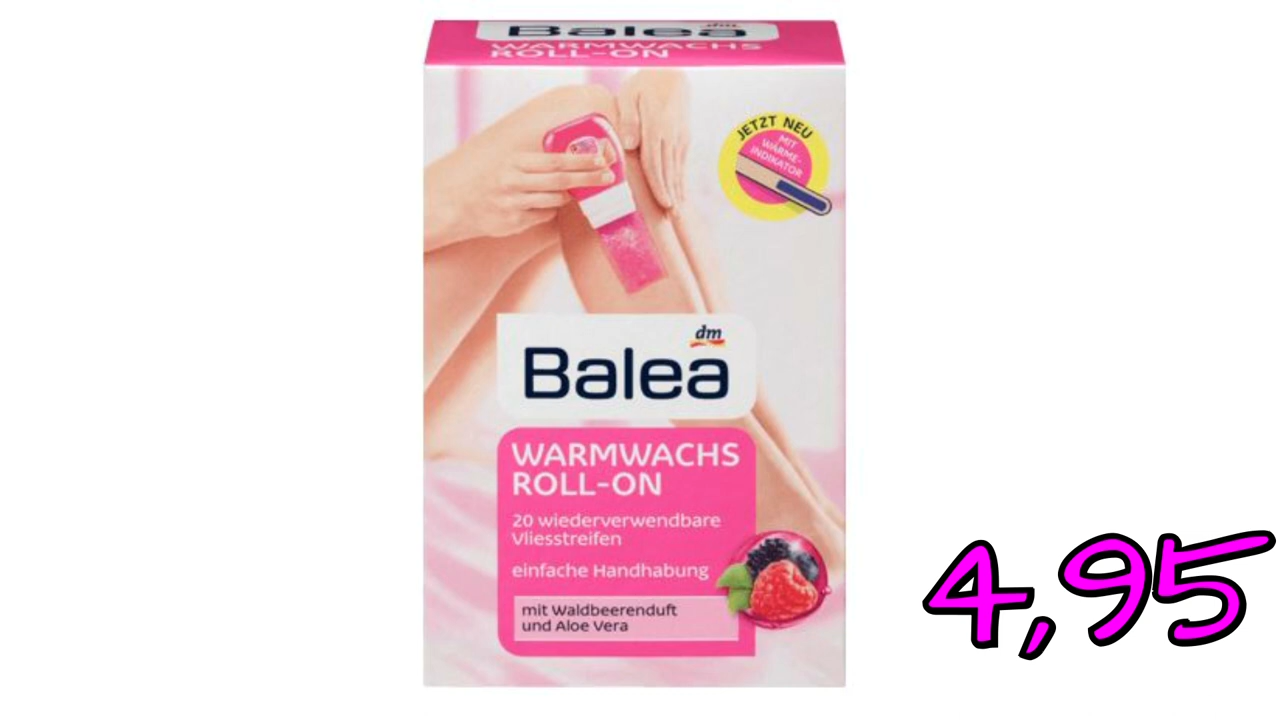 dm
Balea
WARMWACHS
ROLL-ON
JETZT NEU
MIT
WÄRME-
INDIKATOR
dm
Balea
WARMWACHS
ROLL-ON
20 wiederverwendbare
Vliesstreifen
einfache Handhabung
mit Waldbeerenduft
und Aloe Vera
4,95